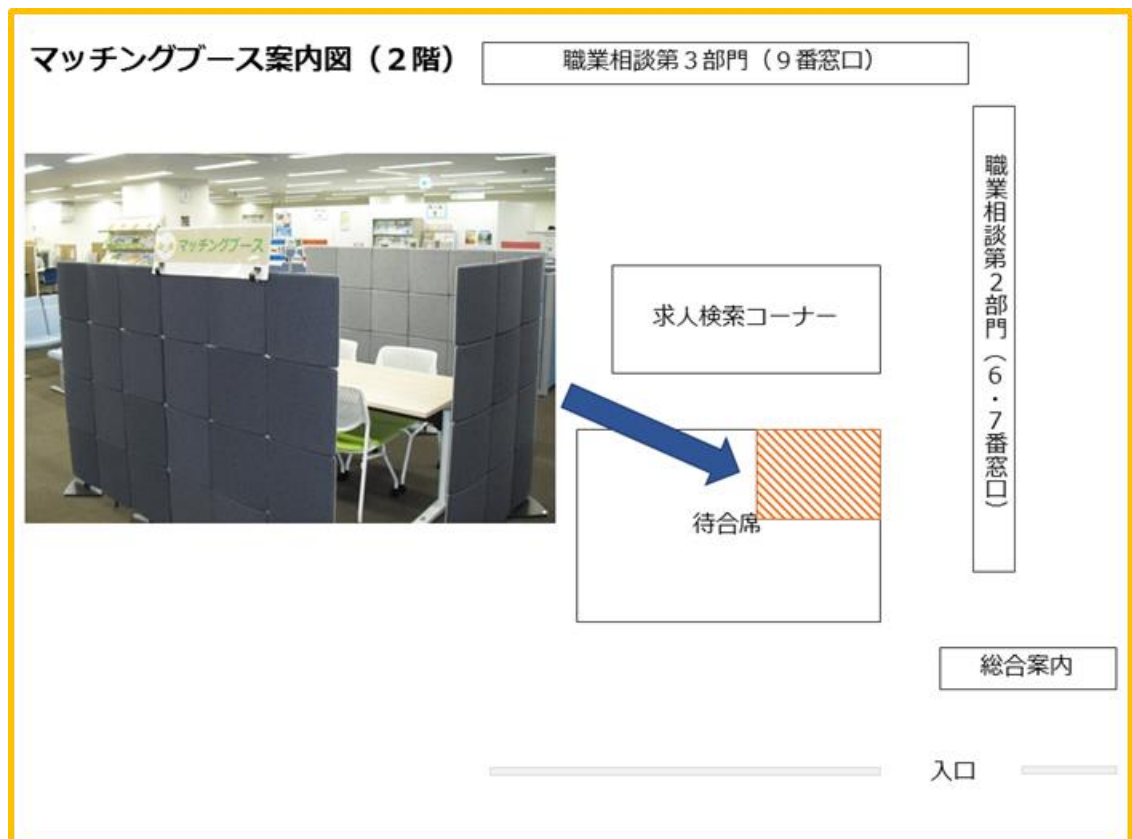 マッチングブース案内図（２階）
職業相談第３部門（９番窓口）
職業相談第２部門（６・７番窓口）
マッチングブース
求人検索コーナー
待合席
総合案内
入口